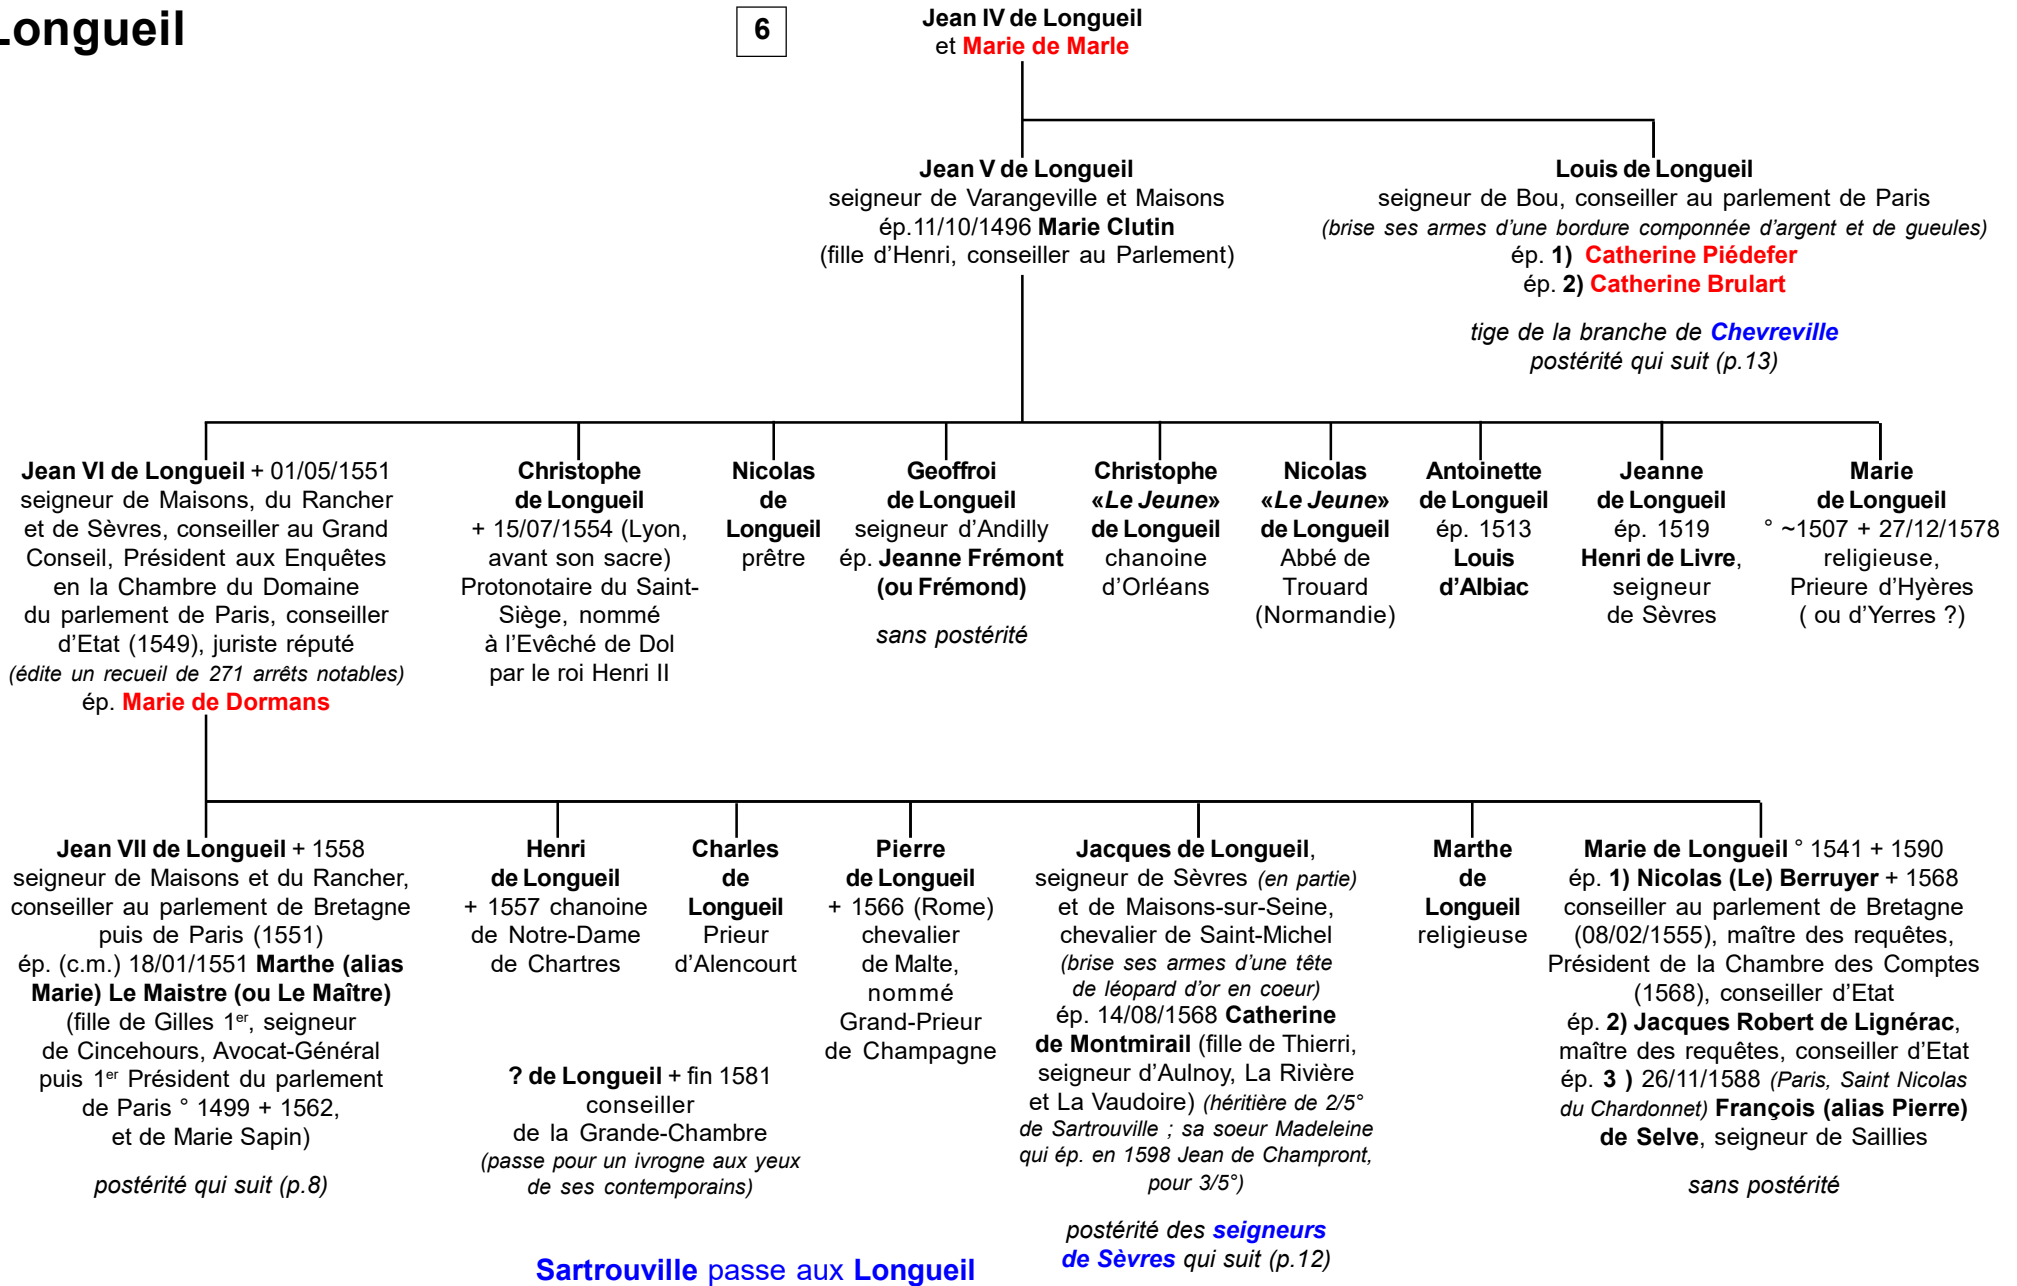 Longueil
6
Jean IV de Longueil
et Marie de Marle
Jean V de Longueil
seigneur de Varangeville et Maisons
ép.11/10/1496 Marie Clutin
(fille d'Henri, conseiller au Parlement)
Louis de Longueil
seigneur de Bou, conseiller au parlement de Paris
(brise ses armes d'une bordure componnée d'argent et de gueules)
ép. 1) Catherine Piédefer
ép. 2) Catherine Brulart
tige de la branche de Chevreville
postérité qui suit (p.13)
Jean VI de Longueil + 01/05/1551
seigneur de Maisons, du Rancher
et de Sèvres, conseiller au Grand
Conseil, Président aux Enquêtes
en la Chambre du Domaine
du parlement de Paris, conseiller
d'Etat (1549), juriste réputé
(édite un recueil de 271 arrêts notables)
ép. Marie de Dormans
Christophe
de Longueil
+ 15/07/1554 (Lyon,
avant son sacre)
Protonotaire du Saint-
Siège, nommé
à l'Evêché de Dol
par le roi Henri II
Nicolas
de
Longueil
prêtre
Geoffroi
de Longueil
seigneur d'Andilly
ép. Jeanne Frémont
(ou Frémond)
sans postérité
Christophe
«Le Jeune»
de Longueil
chanoine
d'Orléans
Nicolas
«Le Jeune»
de Longueil
Abbé de
Trouard
(Normandie)
Antoinette
de Longueil
ép. 1513
Louis
d'Albiac
Jeanne
de Longueil
ép. 1519
Henri de Livre,
seigneur
de Sèvres
Marie
de Longueil
° ~1507 + 27/12/1578
religieuse,
Prieure d'Hyères
( ou d'Yerres ?)
Jean VII de Longueil + 1558
seigneur de Maisons et du Rancher,
conseiller au parlement de Bretagne
puis de Paris (1551)
ép. (c.m.) 18/01/1551 Marthe (alias
Marie) Le Maistre (ou Le Maître)
(fille de Gilles 1er, seigneur
de Cincehours, Avocat-Général
puis 1er Président du parlement
de Paris ° 1499 + 1562,
et de Marie Sapin)
postérité qui suit (p.8)
Henri
de Longueil
+ 1557 chanoine
de Notre-Dame
de Chartres
? de Longueil + fin 1581
conseiller
de la Grande-Chambre
(passe pour un ivrogne aux yeux
de ses contemporains)
Charles
de
Longueil
Prieur
d'Alencourt
Pierre
de Longueil
+ 1566 (Rome)
chevalier
de Malte,
nommé
Grand-Prieur
de Champagne
Jacques de Longueil,
seigneur de Sèvres (en partie)
et de Maisons-sur-Seine,
chevalier de Saint-Michel
(brise ses armes d'une tête
de léopard d'or en coeur)
ép. 14/08/1568 Catherine
de Montmirail (fille de Thierri,
seigneur d'Aulnoy, La Rivière
et La Vaudoire) (héritière de 2/5°
de Sartrouville ; sa soeur Madeleine
qui ép. en 1598 Jean de Champront,
pour 3/5°)
postérité des seigneurs
de Sèvres qui suit (p.12)
Marthe
de
Longueil
religieuse
Marie de Longueil ° 1541 + 1590
ép. 1) Nicolas (Le) Berruyer + 1568
conseiller au parlement de Bretagne
(08/02/1555), maître des requêtes,
Président de la Chambre des Comptes
(1568), conseiller d'Etat
ép. 2) Jacques Robert de Lignérac,
maître des requêtes, conseiller d'Etat
ép. 3 ) 26/11/1588 (Paris, Saint Nicolas
du Chardonnet) François (alias Pierre)
de Selve, seigneur de Saillies
sans postérité
Sartrouville passe aux Longueil